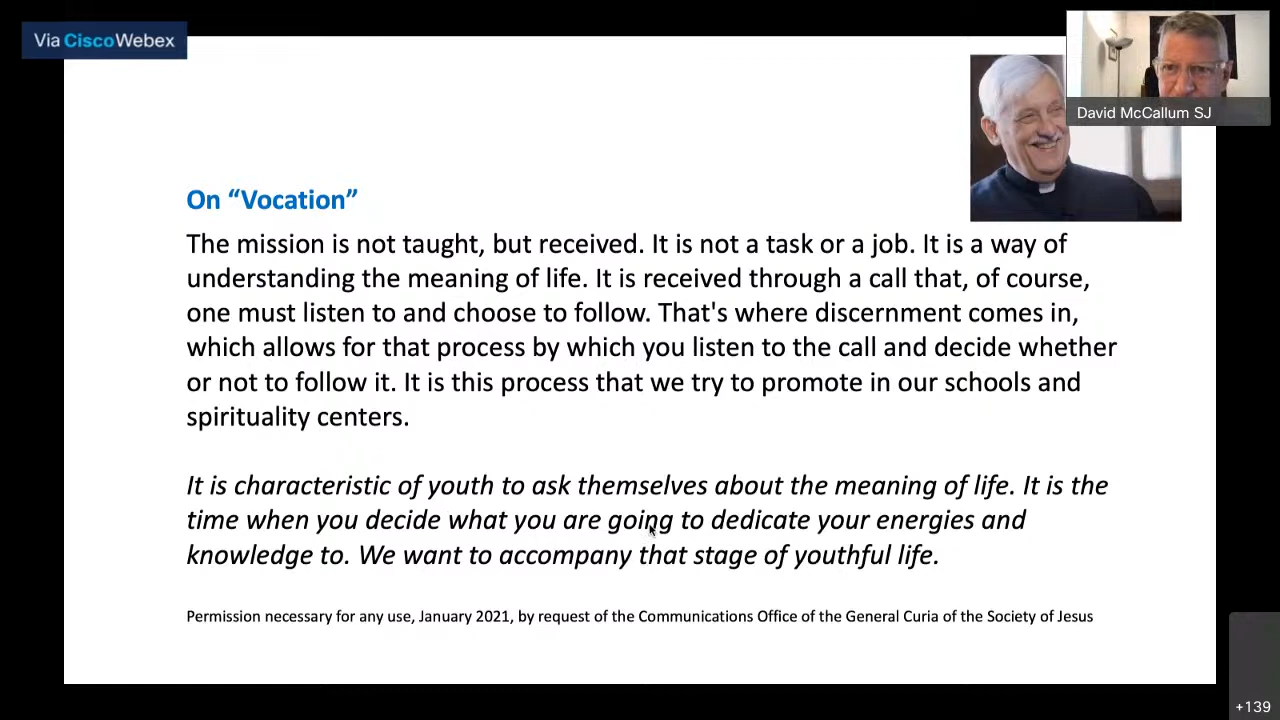 Via Cisco Webex
David McCallum SJ
On “Vocation”
The mission is not taught, but received. It is not a task or a job. It is a way of
understanding the meaning of life. It is received through a call that, of course,
one must listen to and choose to follow. That's where discernment comes in,
which allows for that process by which you listen to the call and decide whether
or not to follow it. It is this process that we try to promote in our schools and
spirituality centers.
It is characteristic of youth to ask themselves about the meaning of life. It is the
time when you decide what you are going to dedicate your energies and
knowledge to. We want to accompany that stage of youthful life.
Permission necessary for any use, January 2021, by request of the Communications Office of the General Curia of the Society of Jesus
+139